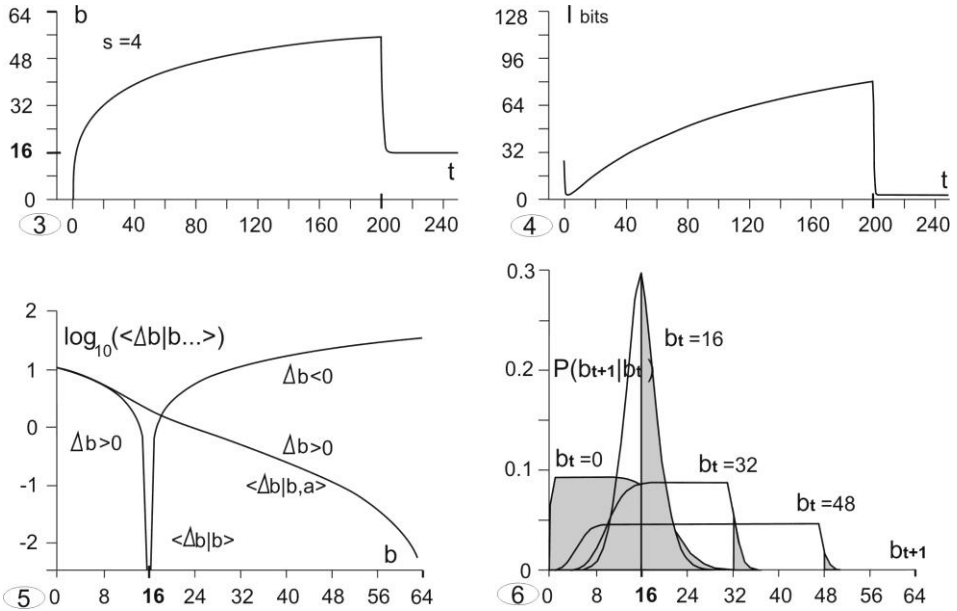 64 b
s =4
48
32
16
0
t
3 0 40 80 120 160 200 240
128 I bits
96
64
32
0
t
4 0 40 80 120 160 200 240
2
log10(<Δb|b...>)
1
Δb<0
0
Δb>0
Δb>0
-1
<Δb|b,a>
-2
<Δb|b>
b
5 0 8 16 24 32 40 48 56 64
0.3
bt =16
0.2
P(bt+1|bt)
0.1
bt=0
bt =32
bt =48
0
bt+1
6 0 8 16 24 32 40 48 56 64